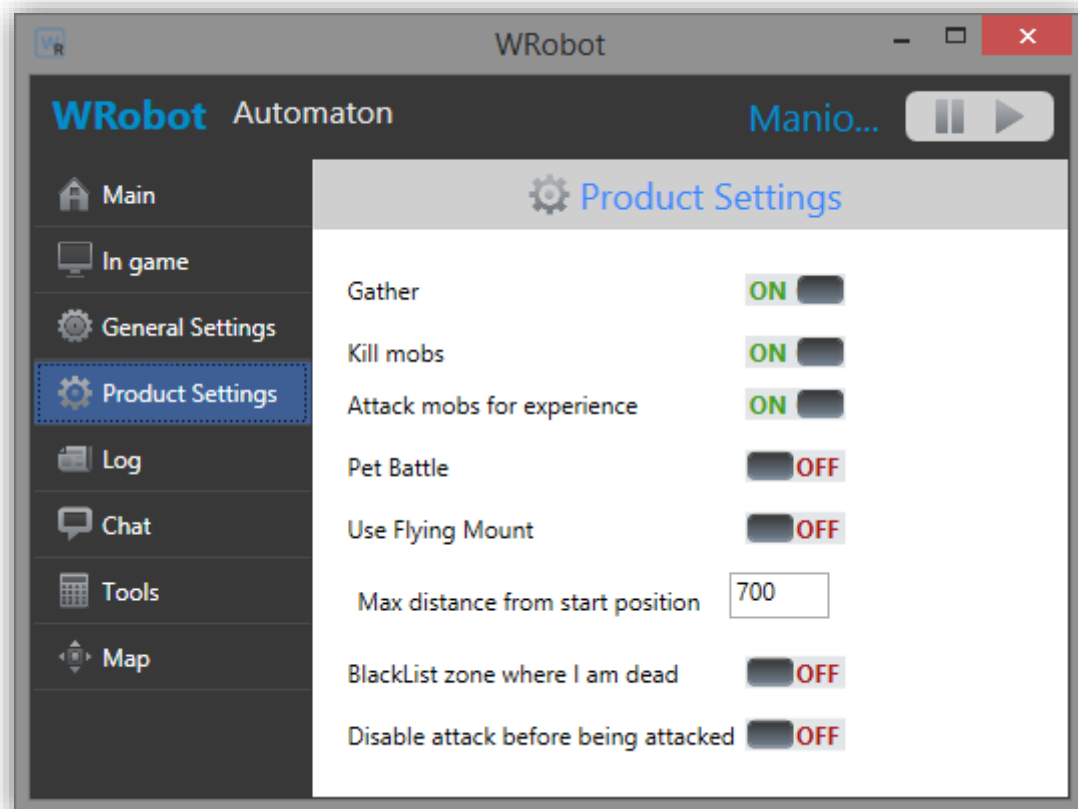 WR
WRobot
WRobot Automaton Manio...
Main
In game
General Settings
Product Settings
Log
Chat
Tools
Map
Product Settings
Gather ON
Kill mobs ON
Attack mobs for experience ON
Pet Battle OFF
Use Flying Mount OFF
Max distance from start position 700
BlackList zone where I am dead OFF
Disable attack before being attacked OFF